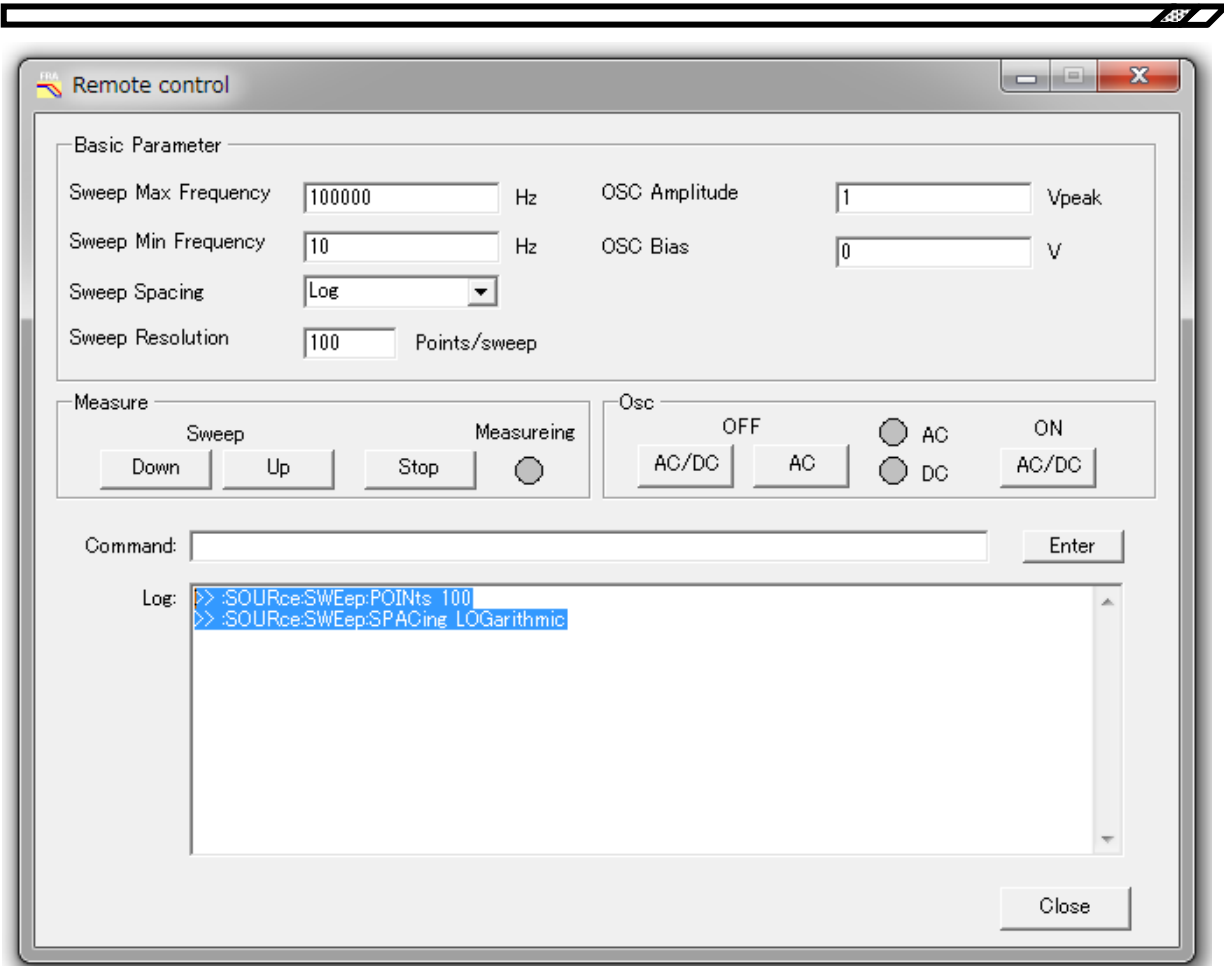 FRA
Remote control
Basic Parameter
Sweep Max Frequency 100000 Hz OSC Amplitude 1 Vpeak
Sweep Min Frequency 10 Hz OSC Bias 0 V
Sweep Spacing Log
Sweep Resolution 100 Points/sweep
Measure Osc
Sweep Measureing OFF AC ON
Down Up Stop AC/DC AC DC AC/DC
Command: Enter
Log: >> :SOURce:SWEep:POINts 100
>> :SOURce:SWEep:SPACing LOGarithmic
Close